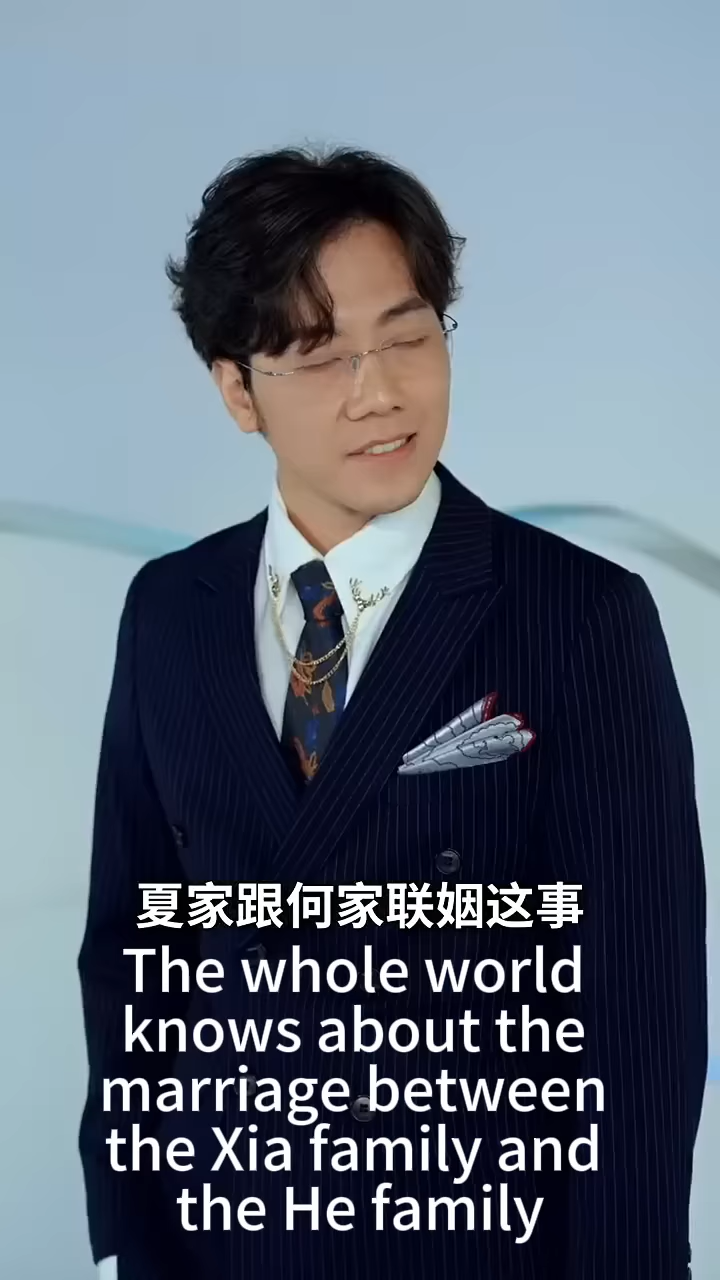 夏家跟何家联姻这事
The whole world
knows about the
marriage between
the Xia family and
the He family